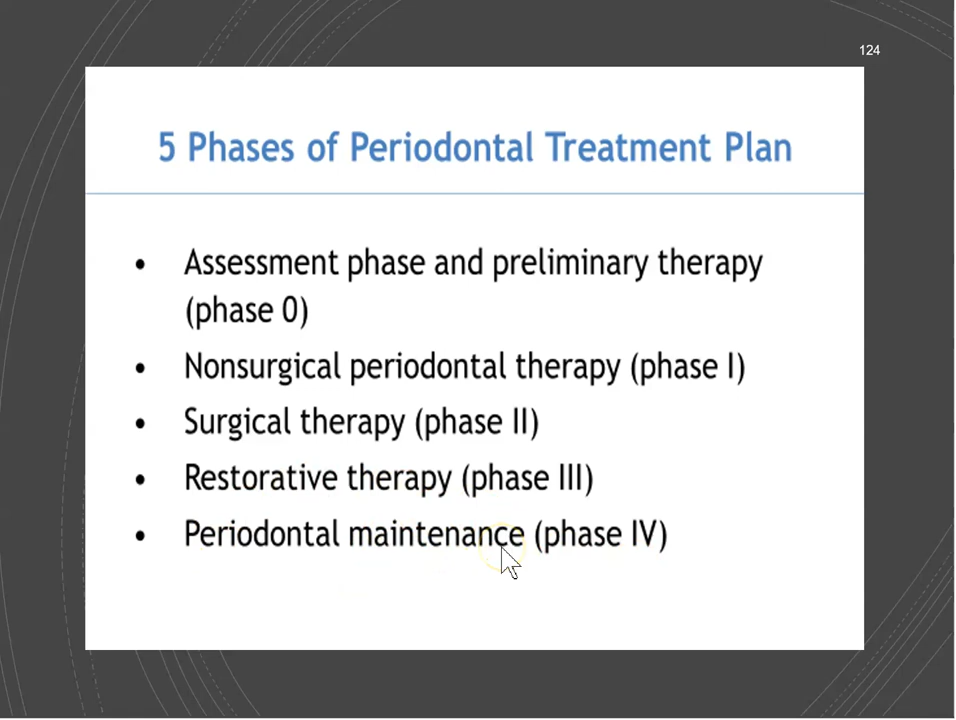 124
5 Phases of Periodontal Treatment Plan
• Assessment phase and preliminary therapy
(phase 0)
• Nonsurgical periodontal therapy (phase I)
• Surgical therapy (phase II)
• Restorative therapy (phase III)
• Periodontal maintenance (phase IV)